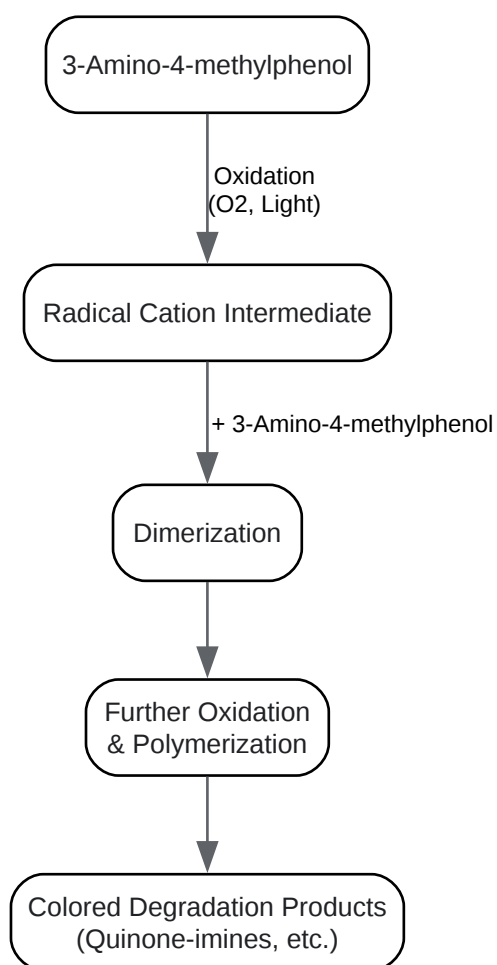 3-Amino-4-methylphenol
Oxidation
(O2, Light)
Radical Cation Intermediate
+ 3-Amino-4-methylphenol
Dimerization
Further Oxidation
& Polymerization
Colored Degradation Products
(Quinone-imines, etc.)